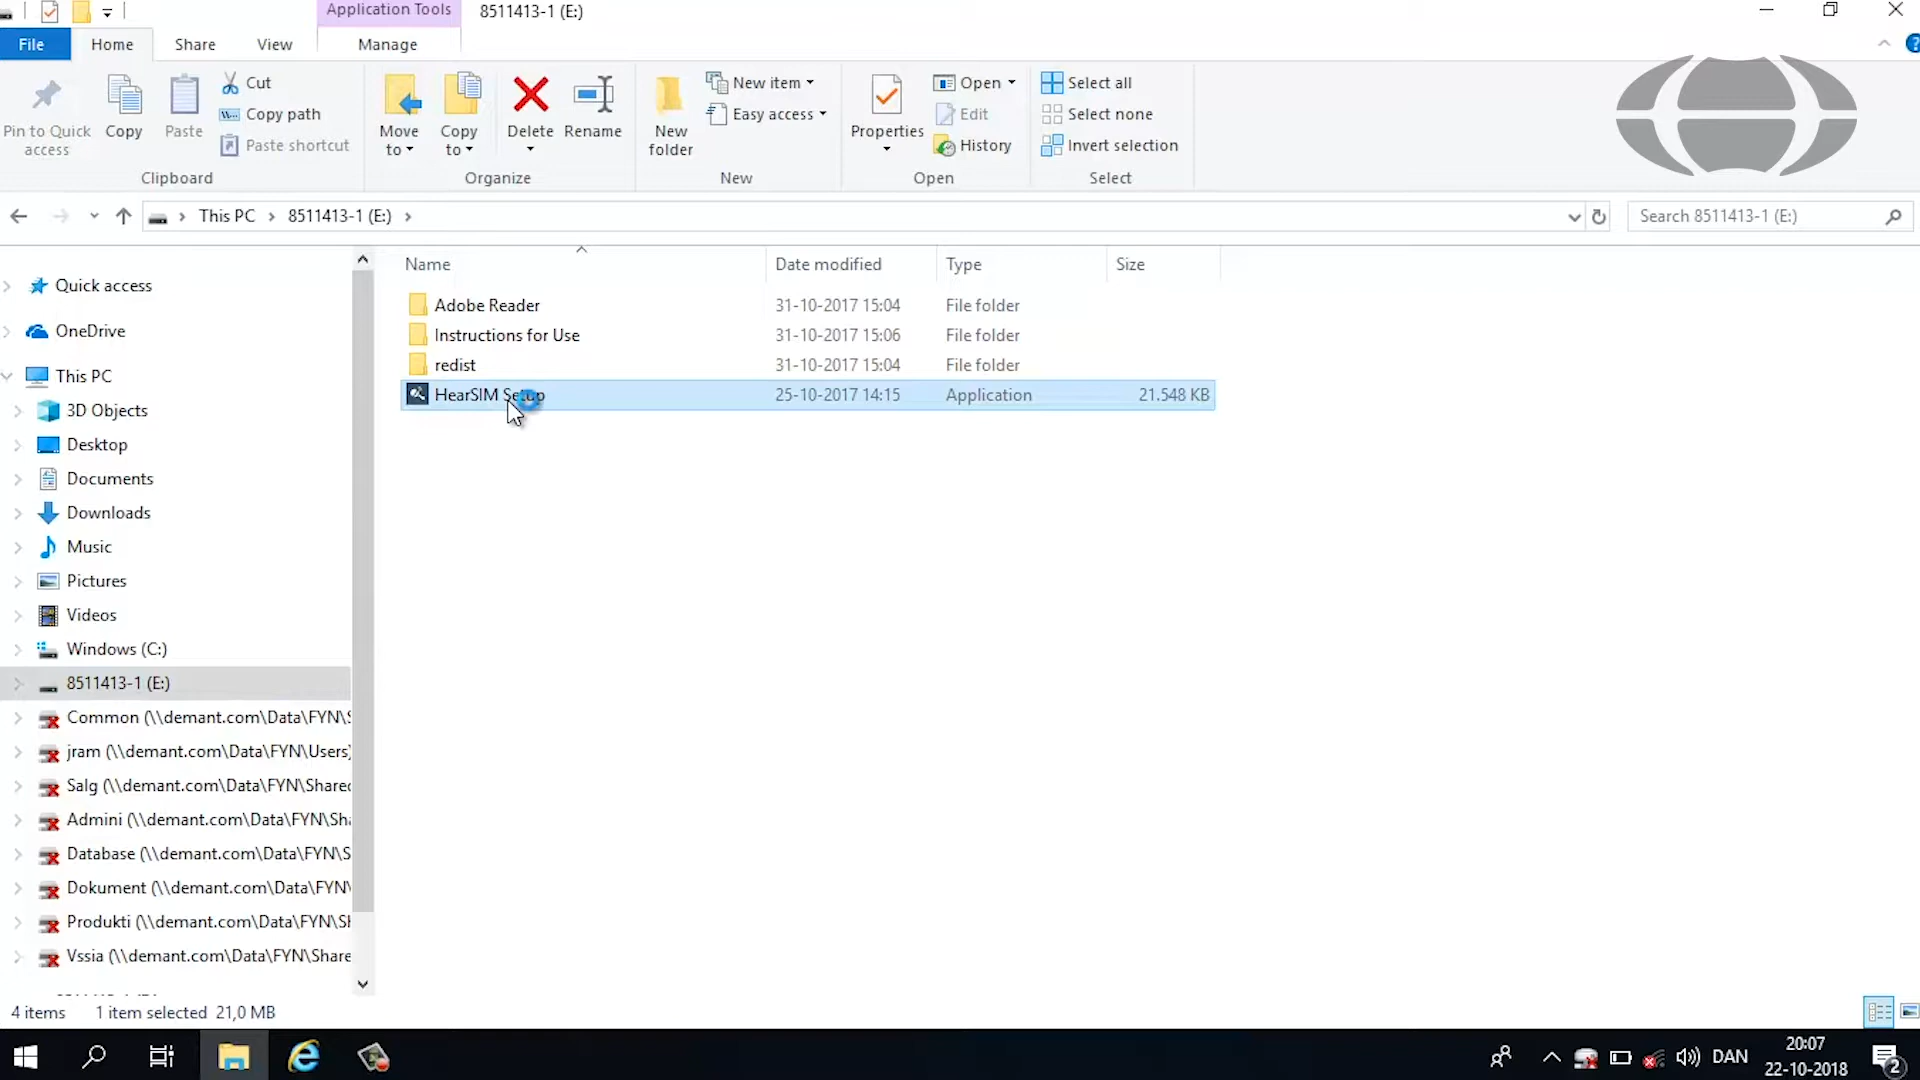 Application Tools
8511413-1 (E:)
File
Home
Share
View
Manage
Pin to Quick
access
Copy
Paste
Cut
Copy path
Paste shortcut
Clipboard
Move
to
Copy
to
Delete
Rename
Organize
New
folder
New item
Easy access
New
Properties
Open
Edit
History
Open
Select all
Select none
Invert selection
Select
This PC
8511413-1 (E:)
Search 8511413-1 (E:)
Name
Date modified
Type
Size
Adobe Reader
31-10-2017 15:04
File folder
Instructions for Use
31-10-2017 15:06
File folder
redist
31-10-2017 15:04
File folder
HearSIM Setup
25-10-2017 14:15
Application
21.548 KB
Quick access
OneDrive
This PC
3D Objects
Desktop
Documents
Downloads
Music
Pictures
Videos
Windows (C:)
8511413-1 (E:)
Common (\\demant.com\Data\FYN\S
jram (\\demant.com\Data\FYN\Users)
Salg (\\demant.com\Data\FYN\Shared
Admini (\\demant.com\Data\FYN\Sha
Database (\\demant.com\Data\FYN\S
Dokument (\\demant.com\Data\FYN\
Produkti (\\demant.com\Data\FYN\Sh
Vssia (\\demant.com\Data\FYN\Share
4 items
1 item selected 21,0 MB
DAN
20:07
22-10-2018
2